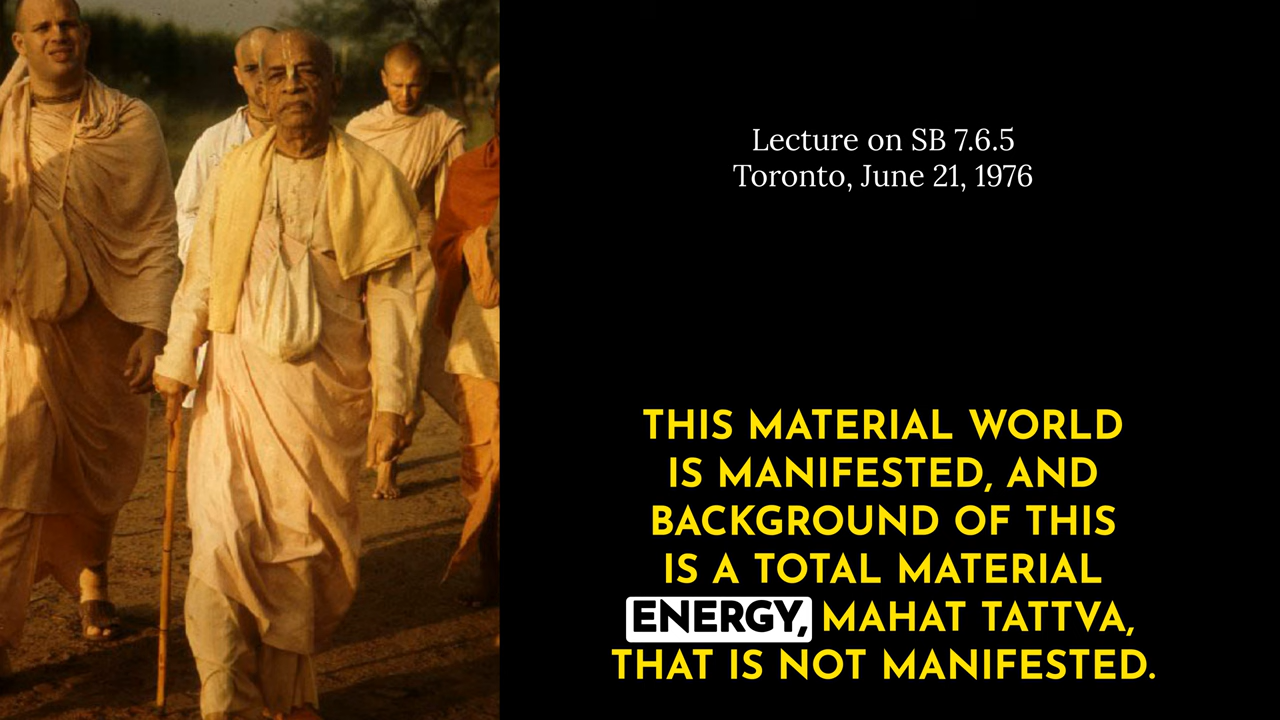 Lecture on SB 7.6.5
Toronto, June 21, 1976
THIS MATERIAL WORLD
IS MANIFESTED, AND
BACKGROUND OF THIS
IS A TOTAL MATERIAL
ENERGY, MAHAT TATTVA,
THAT IS NOT MANIFESTED.